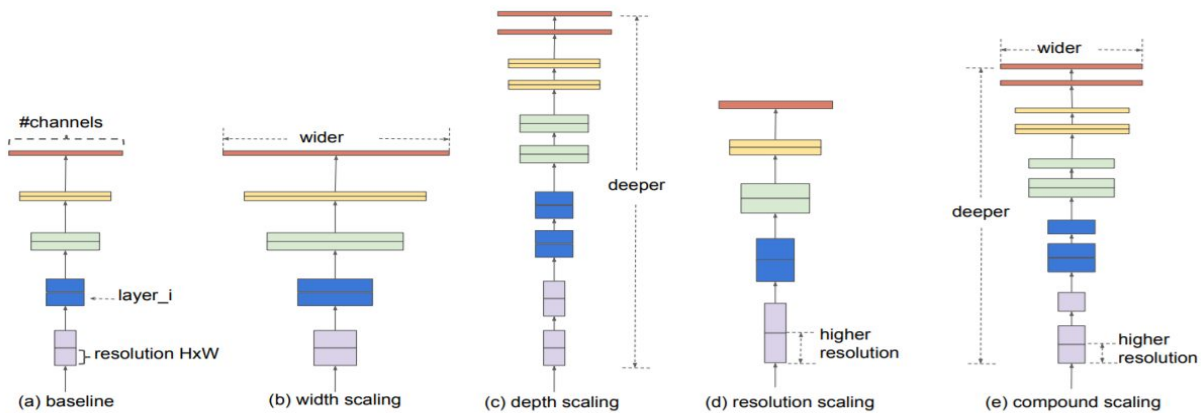 #channels
layer_i
resolution HxW
(a) baseline
wider
(b) width scaling
deeper
(c) depth scaling
higher
resolution
(d) resolution scaling
wider
deeper
higher
resolution
(e) compound scaling